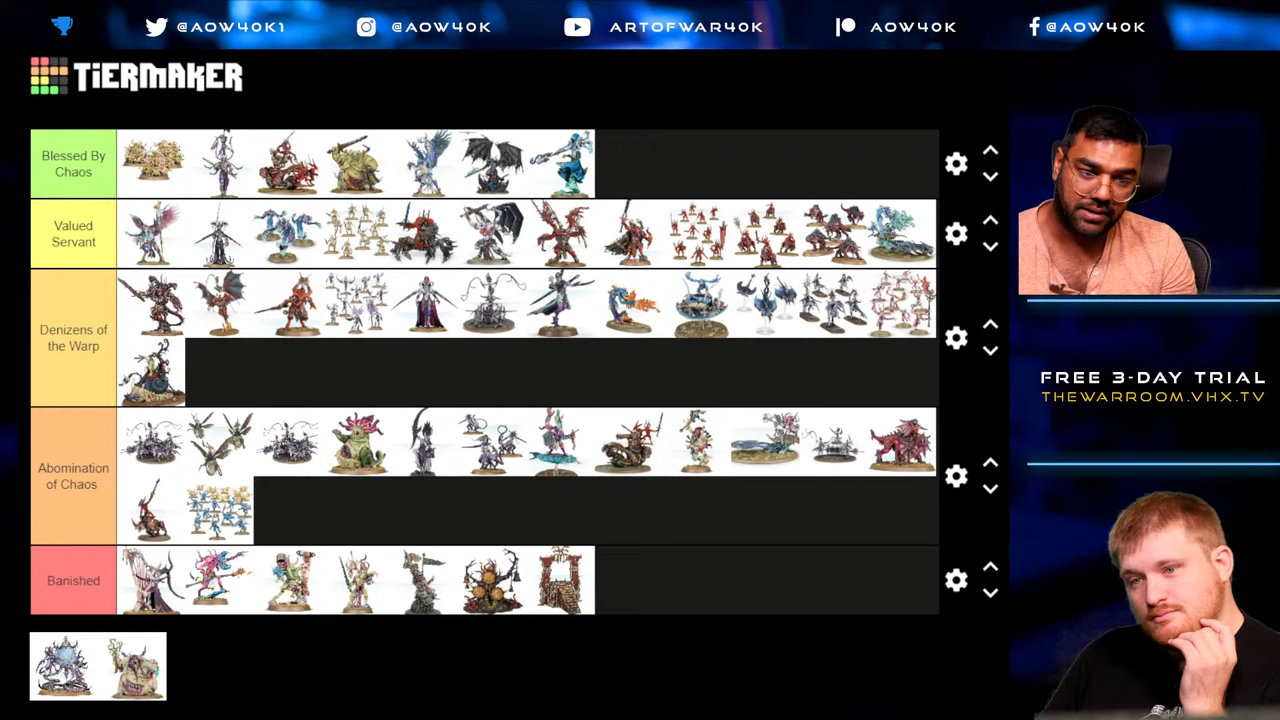 @AOW40K1
@AOW40K
ARTOFWAR40K
AOW40K
@AOW40K
TiERMAKER
Blessed By
Chaos
Valued
Servant
Denizens of
the Warp
Abomination
of Chaos
Banished
FREE 3-DAY TRIAL
THEWARROOM.VHX.TV